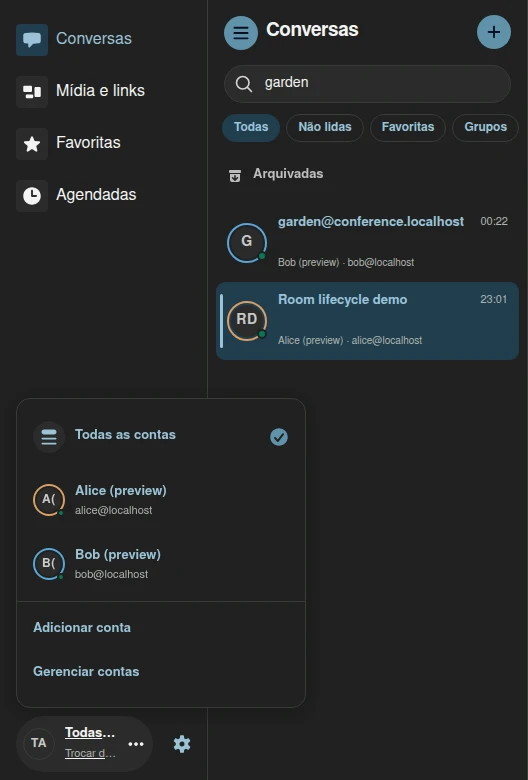 Conversas
Mídia e links
Favoritas
Agendadas
Conversas
garden
Todas
Não lidas
Favoritas
Grupos
Arquivadas
G
garden@conference.localhost
00:22
Bob (preview) · bob@localhost
RD
Room lifecycle demo
23:01
Alice (preview) · alice@localhost
Todas as contas
A(
Alice (preview)
alice@localhost
B(
Bob (preview)
bob@localhost
Adicionar conta
Gerenciar contas
TA
Todas...
Trocar d...